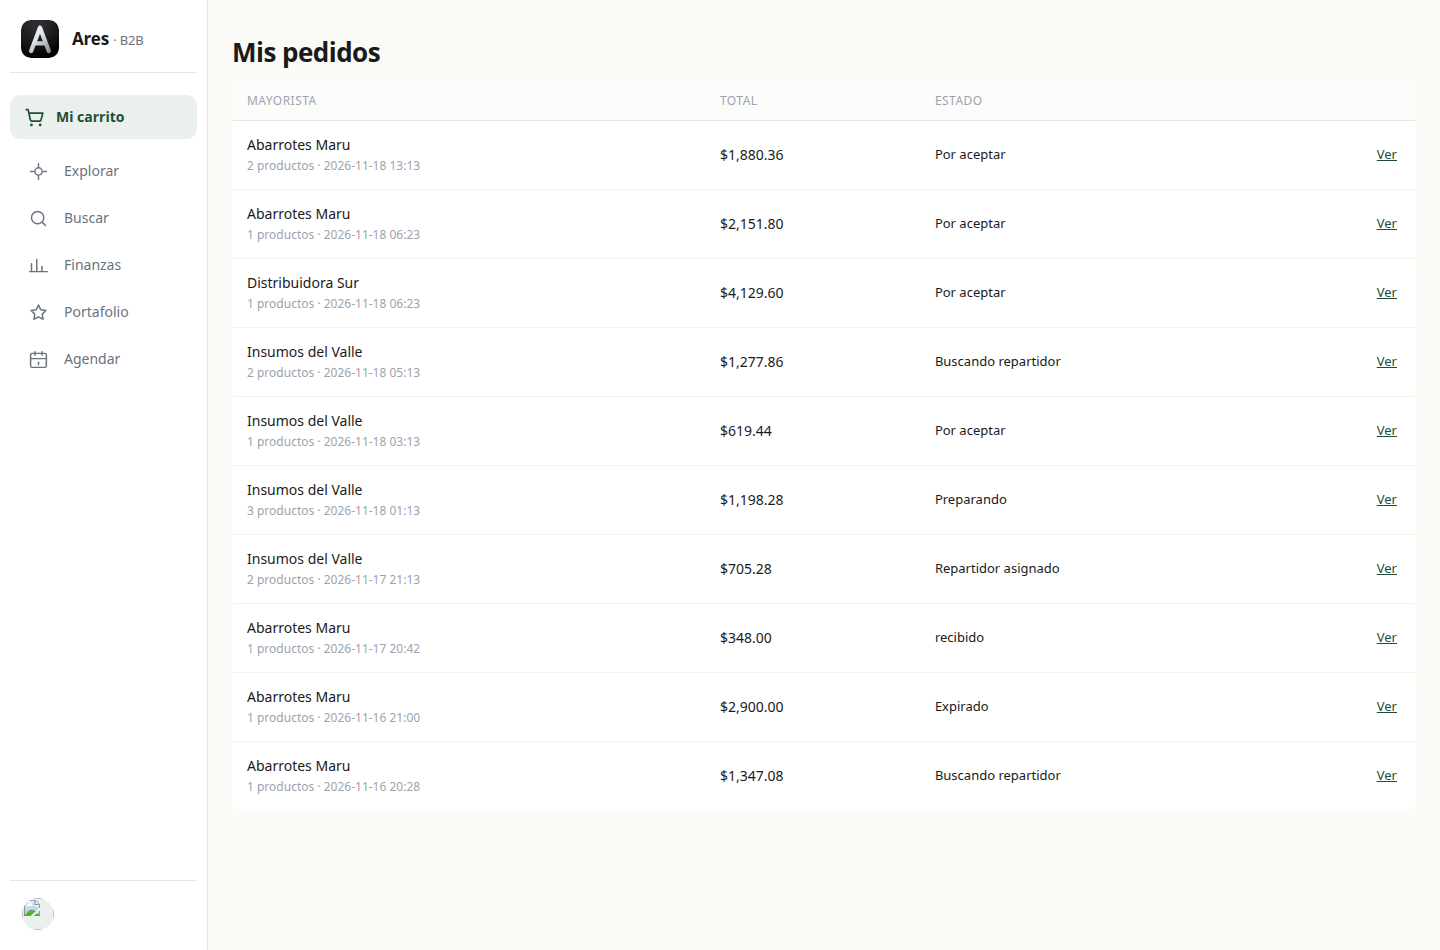 Ares · B2B
Mi carrito
Explorar
Buscar
Finanzas
Portafolio
Agendar
Mis pedidos
MAYORISTA TOTAL ESTADO
Abarrotes Maru
2 productos · 2026-11-18 13:13
$1,880.36
Por aceptar
Ver
Abarrotes Maru
1 productos · 2026-11-18 06:23
$2,151.80
Por aceptar
Ver
Distribuidora Sur
1 productos · 2026-11-18 06:23
$4,129.60
Por aceptar
Ver
Insumos del Valle
2 productos · 2026-11-18 05:13
$1,277.86
Buscando repartidor
Ver
Insumos del Valle
1 productos · 2026-11-18 03:13
$619.44
Por aceptar
Ver
Insumos del Valle
3 productos · 2026-11-18 01:13
$1,198.28
Preparando
Ver
Insumos del Valle
2 productos · 2026-11-17 21:13
$705.28
Repartidor asignado
Ver
Abarrotes Maru
1 productos · 2026-11-17 20:42
$348.00
recibido
Ver
Abarrotes Maru
1 productos · 2026-11-16 21:00
$2,900.00
Expirado
Ver
Abarrotes Maru
1 productos · 2026-11-16 20:28
$1,347.08
Buscando repartidor
Ver